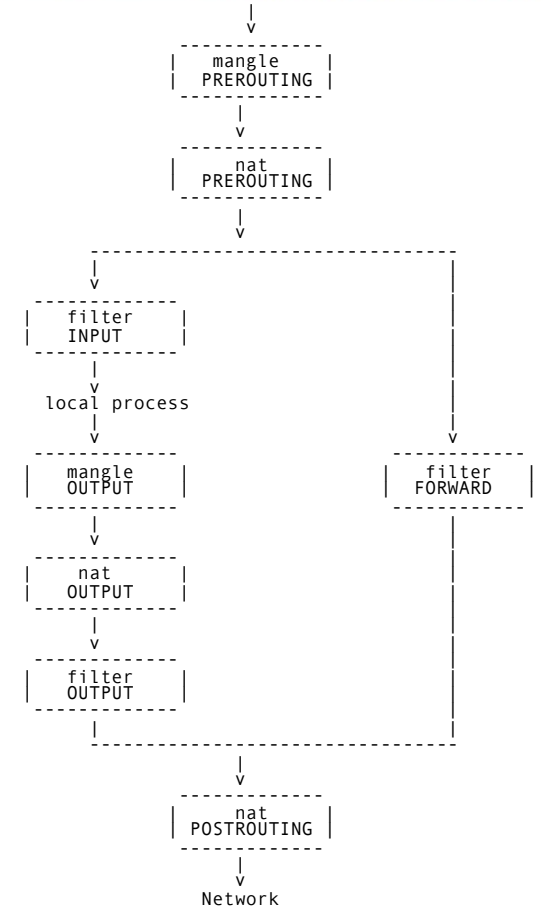 mangle
PREROUTING
nat
PREROUTING
filter
INPUT
local process
mangle
OUTPUT
filter
FORWARD
nat
OUTPUT
filter
OUTPUT
nat
POSTROUTING
Network